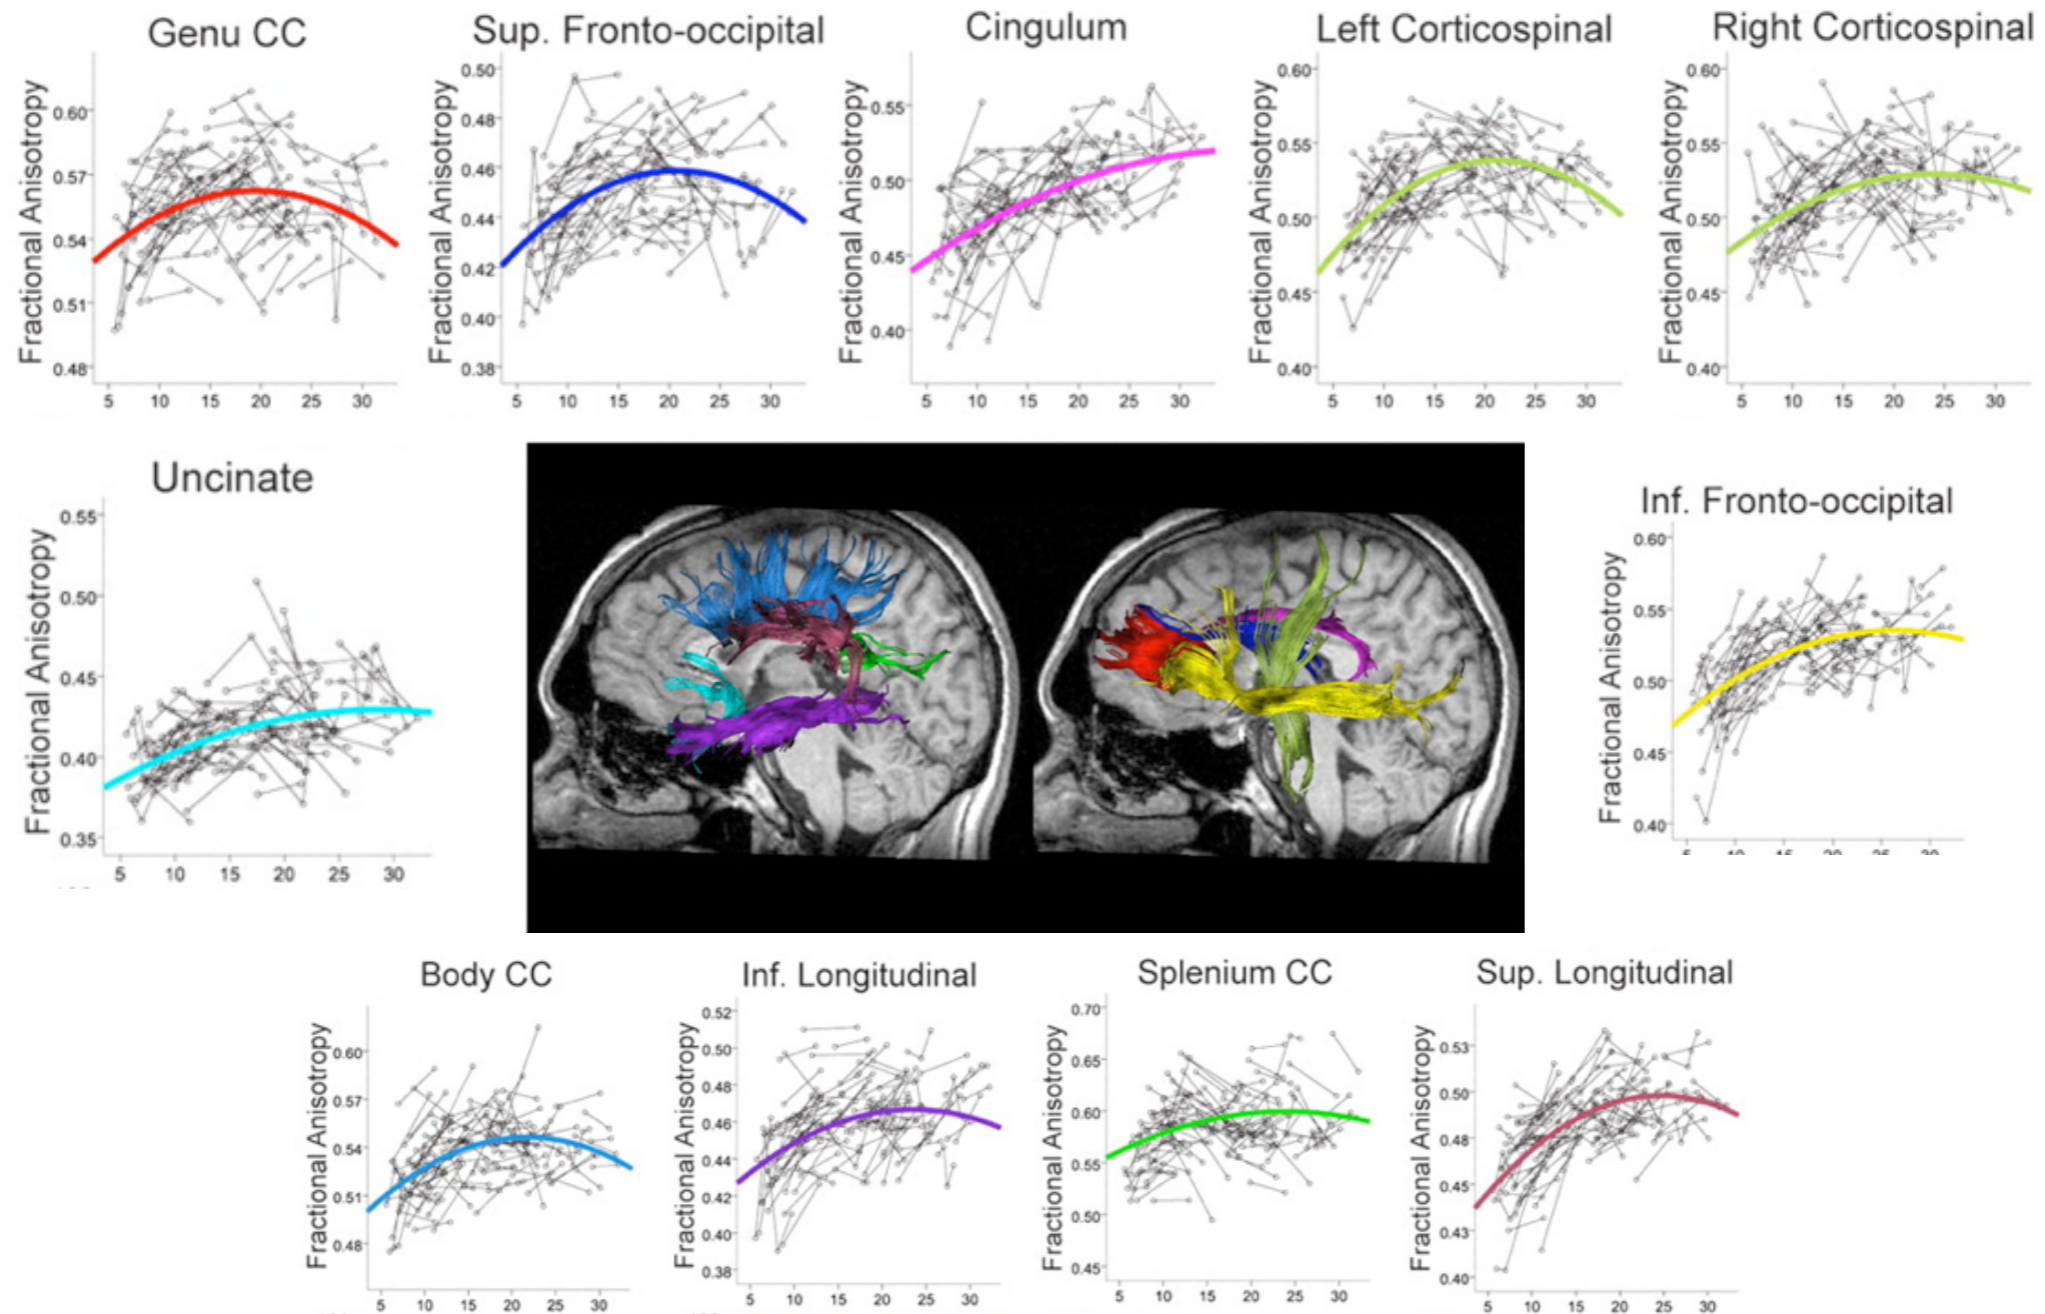 Genu CC
Sup. Fronto-occipital
Cingulum
Left Corticospinal
Right Corticospinal
Fractional Anisotropy
0.60
0.57
0.54
0.51
0.48
5 10 15 20 25 30
Fractional Anisotropy
0.50
0.48
0.46
0.44
0.42
0.40
0.38
5 10 15 20 25 30
Fractional Anisotropy
0.55
0.50
0.45
0.40
5 10 15 20 25 30
Fractional Anisotropy
0.60
0.55
0.50
0.45
0.40
5 10 15 20 25 30
Fractional Anisotropy
0.60
0.55
0.50
0.45
0.40
5 10 15 20 25 30
Uncinate
Fractional Anisotropy
0.55
0.50
0.45
0.40
0.35
5 10 15 20 25 30
Inf. Fronto-occipital
Fractional Anisotropy
0.60
0.55
0.50
0.45
0.40
Body CC
Inf. Longitudinal
Splenium CC
Sup. Longitudinal
Fractional Anisotropy
0.60
0.57
0.54
0.51
0.48
5 10 15 20 25 30
Fractional Anisotropy
0.52
0.50
0.48
0.46
0.44
0.42
0.40
0.38
5 10 15 20 25 30
Fractional Anisotropy
0.70
0.65
0.60
0.55
0.50
0.45
5 10 15 20 25 30
Fractional Anisotropy
0.53
0.50
0.48
0.45
0.43
0.40
5 10 15 20 25 30